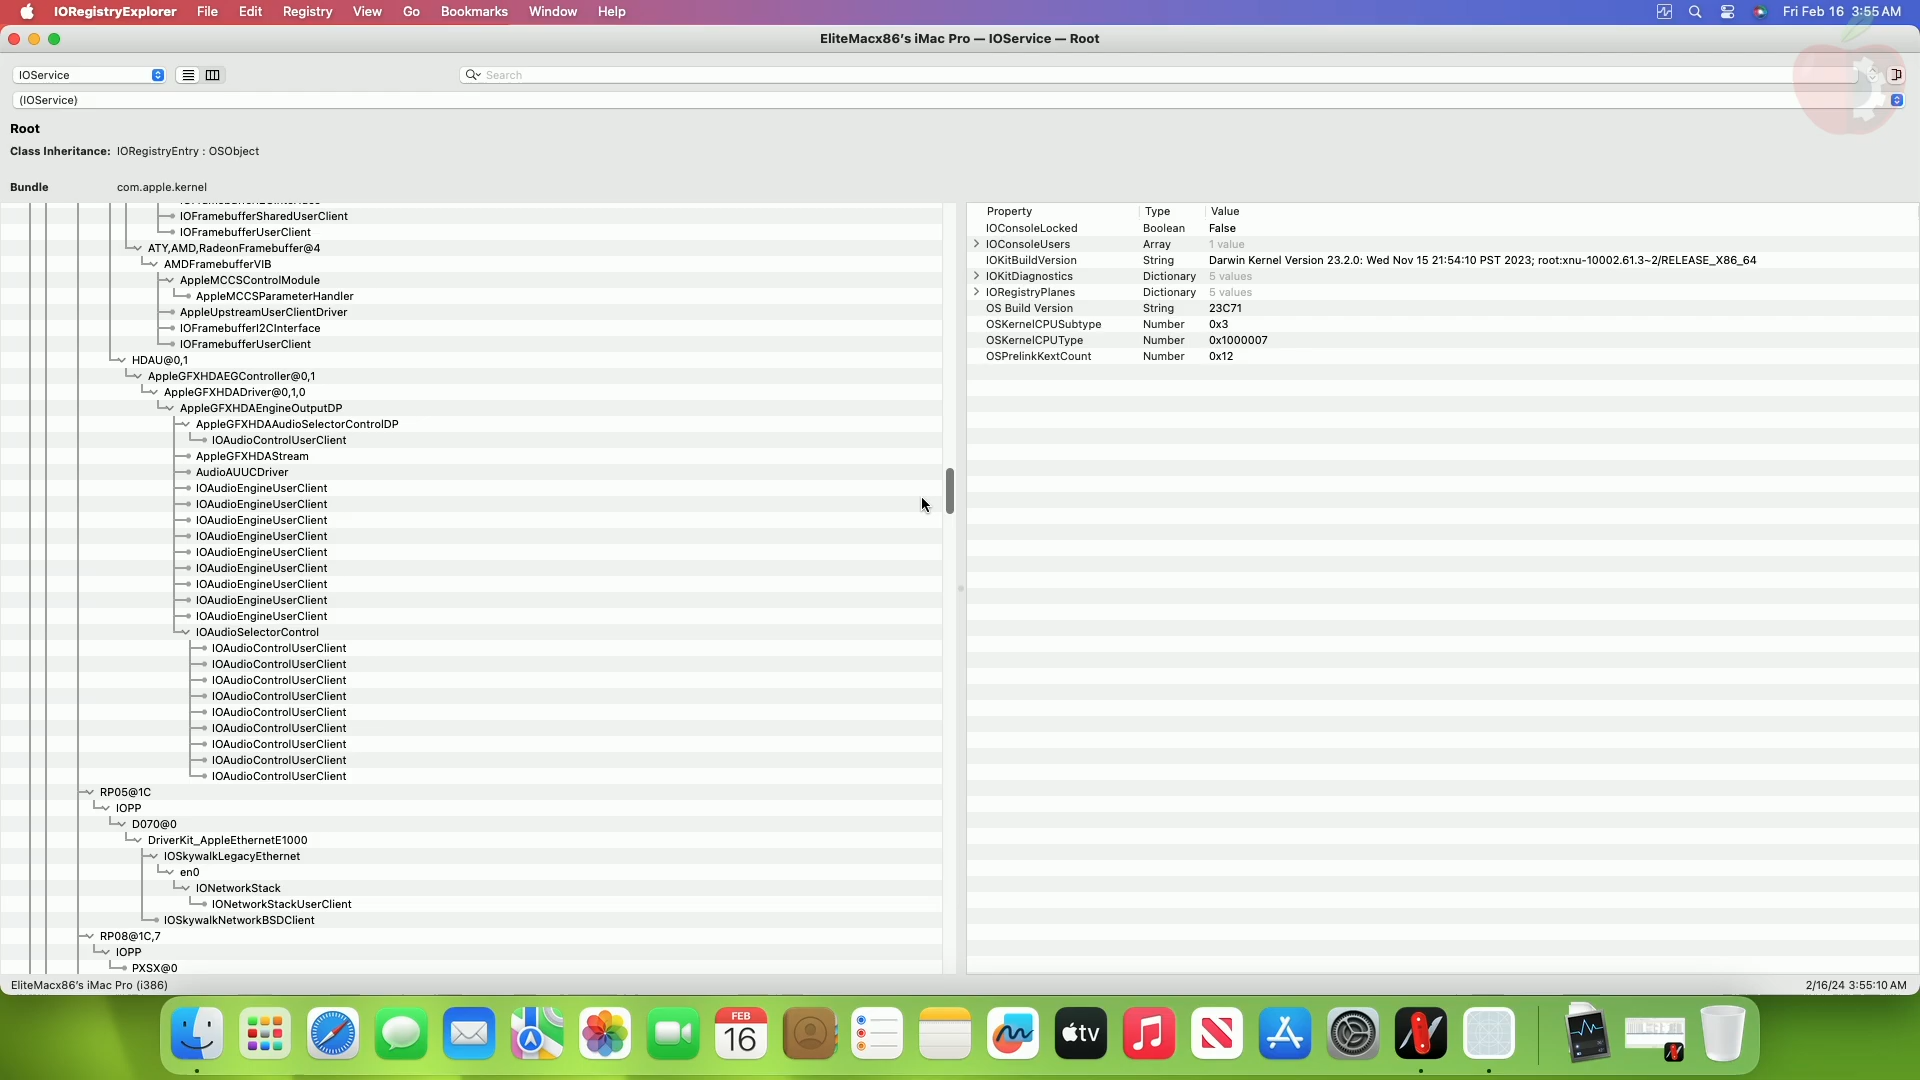 IORegistryExplorer File Edit Registry View Go Bookmarks Window Help Fri Feb 16 3:55 AM
EliteMacx86's iMac Pro — IOService — Root
IOService Search
(IOService)
Root
Class Inheritance: IORegistryEntry : OSObject
Bundle com.apple.kernel
IOFramebufferSharedUserClient
IOFramebufferUserClient
ATY,AMD,RadeonFramebuffer@4
AMDFramebufferVIB
AppleMCCSControlModule
AppleMCCSParameterHandler
AppleUpstreamUserClientDriver
IOFramebufferI2CInterface
IOFramebufferUserClient
HDAU@0,1
AppleGFXHDAEGController@0,1
AppleGFXHDADriver@0,1,0
AppleGFXHDAEngineOutputDP
AppleGFXHDAAudioSelectorControlDP
IOAudioControlUserClient
AppleGFXHDAStream
AudioAUUCDriver
IOAudioEngineUserClient
IOAudioEngineUserClient
IOAudioEngineUserClient
IOAudioEngineUserClient
IOAudioEngineUserClient
IOAudioEngineUserClient
IOAudioEngineUserClient
IOAudioEngineUserClient
IOAudioEngineUserClient
IOAudioSelectorControl
IOAudioControlUserClient
IOAudioControlUserClient
IOAudioControlUserClient
IOAudioControlUserClient
IOAudioControlUserClient
IOAudioControlUserClient
IOAudioControlUserClient
IOAudioControlUserClient
IOAudioControlUserClient
RP05@1C
IOPP
D070@0
DriverKit_AppleEthernetE1000
IOSkywalkLegacyEthernet
en0
IONetworkStack
IONetworkStackUserClient
IOSkywalkNetworkBSDClient
RP08@1C,7
IOPP
PXSX@0
Property Type Value
IOConsoleLocked Boolean False
IOConsoleUsers Array 1 value
IOKitBuildVersion String Darwin Kernel Version 23.2.0: Wed Nov 15 21:54:10 PST 2023; root:xnu-10002.61.3~2/RELEASE_X86_64
IOKitDiagnostics Dictionary 5 values
IORegistryPlanes Dictionary 5 values
OS Build Version String 23C71
OSKernelCPUSubtype Number 0x3
OSKernelCPUType Number 0x1000007
OSPrelinkKextCount Number 0x12
EliteMacx86's iMac Pro (i386) 2/16/24 3:55:10 AM
FEB
16
tv